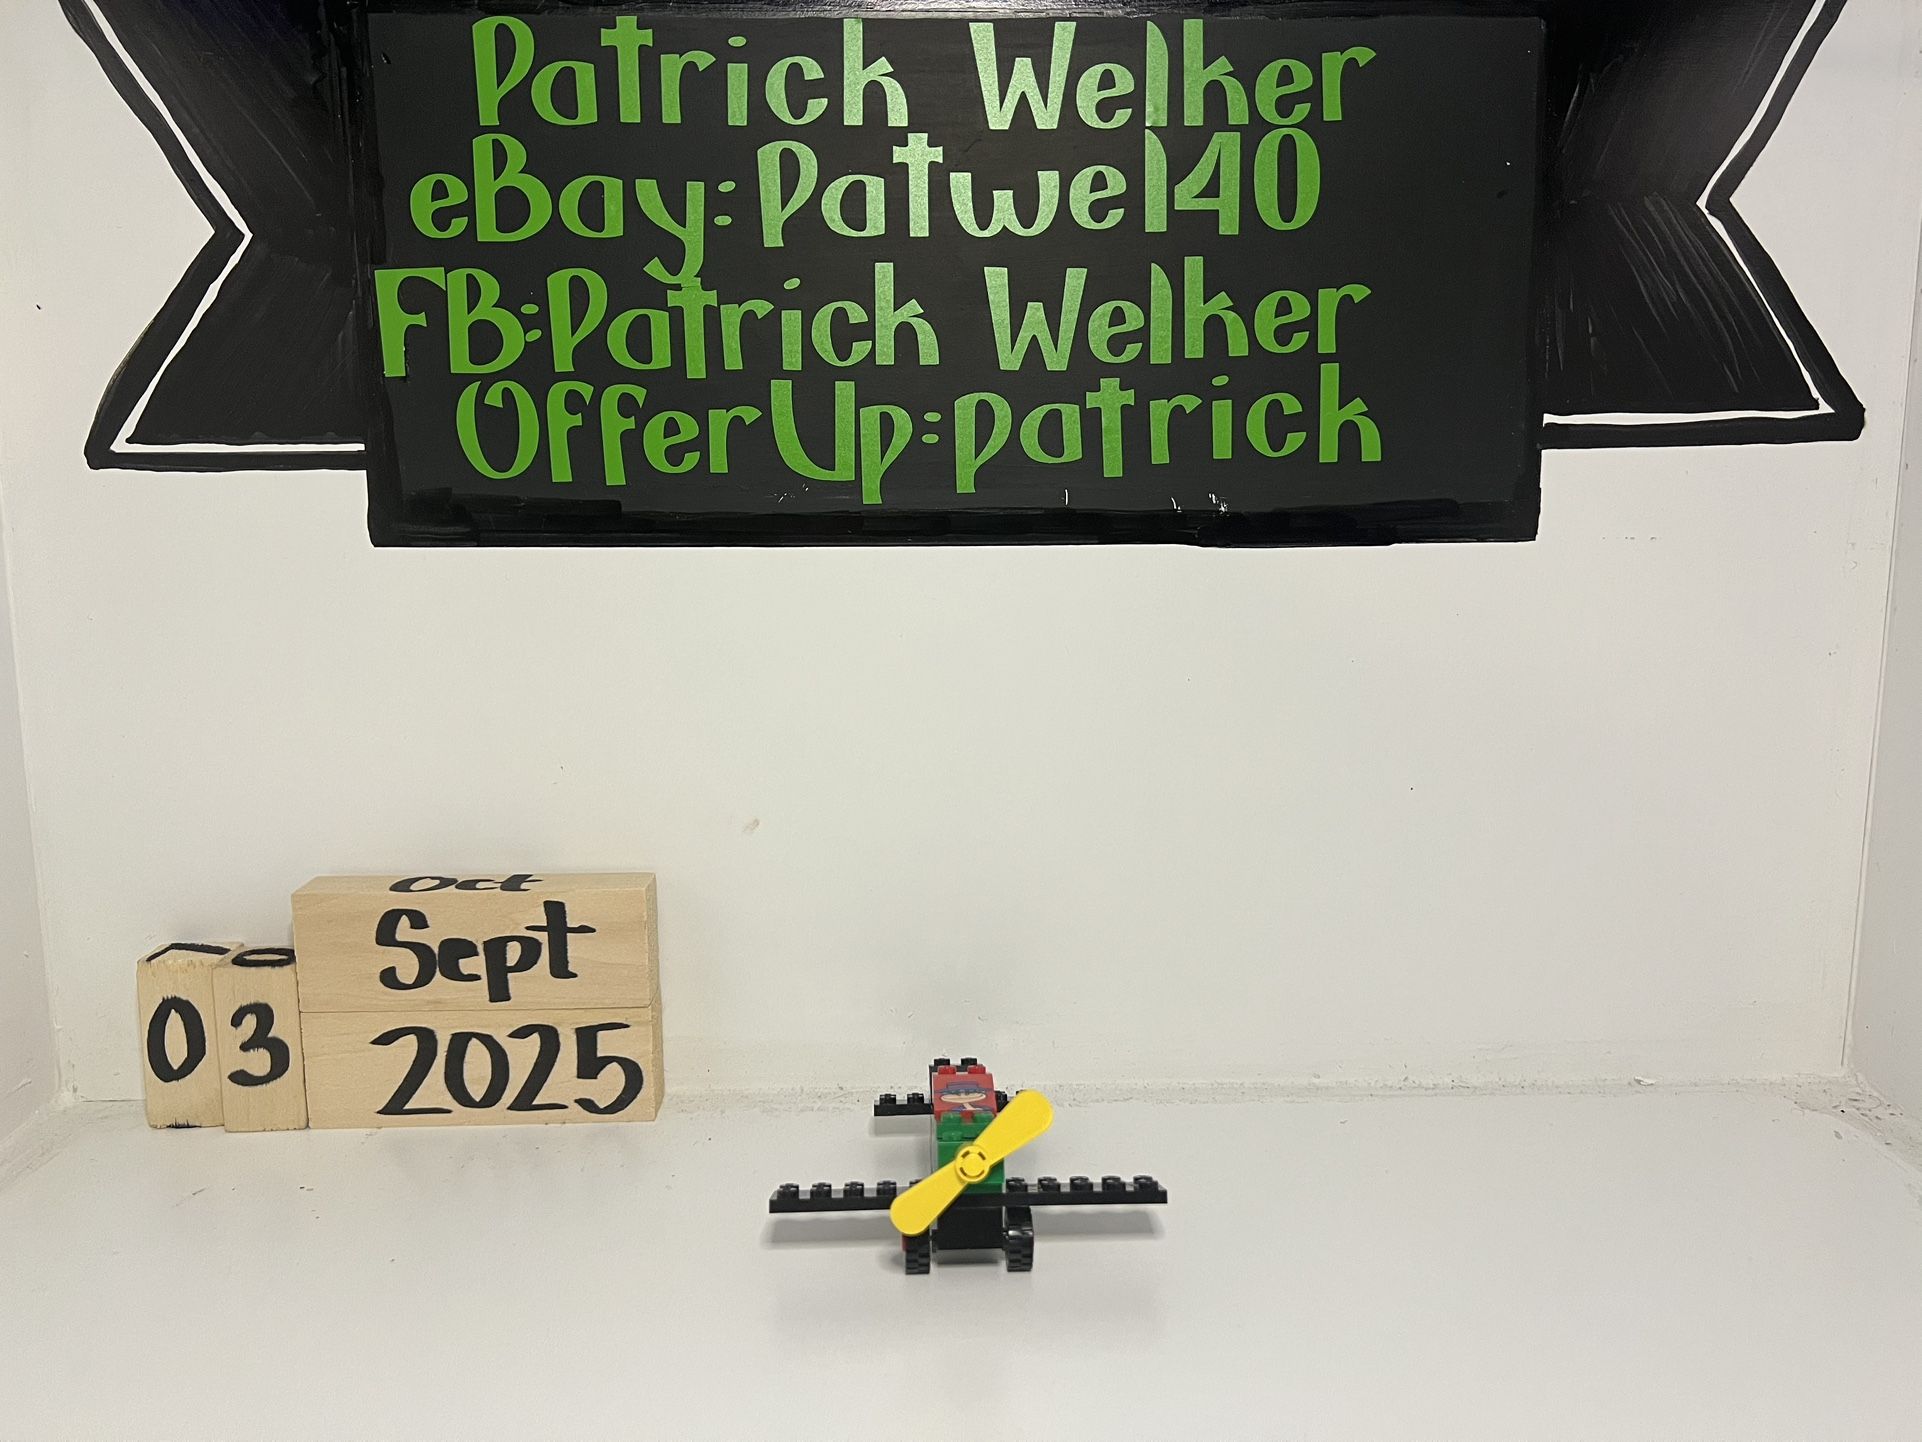 Patrick Welker
eBay:Patwel40
FB:Patrick Welker
OfferUp:patrick
Oct
Sept
03
2025